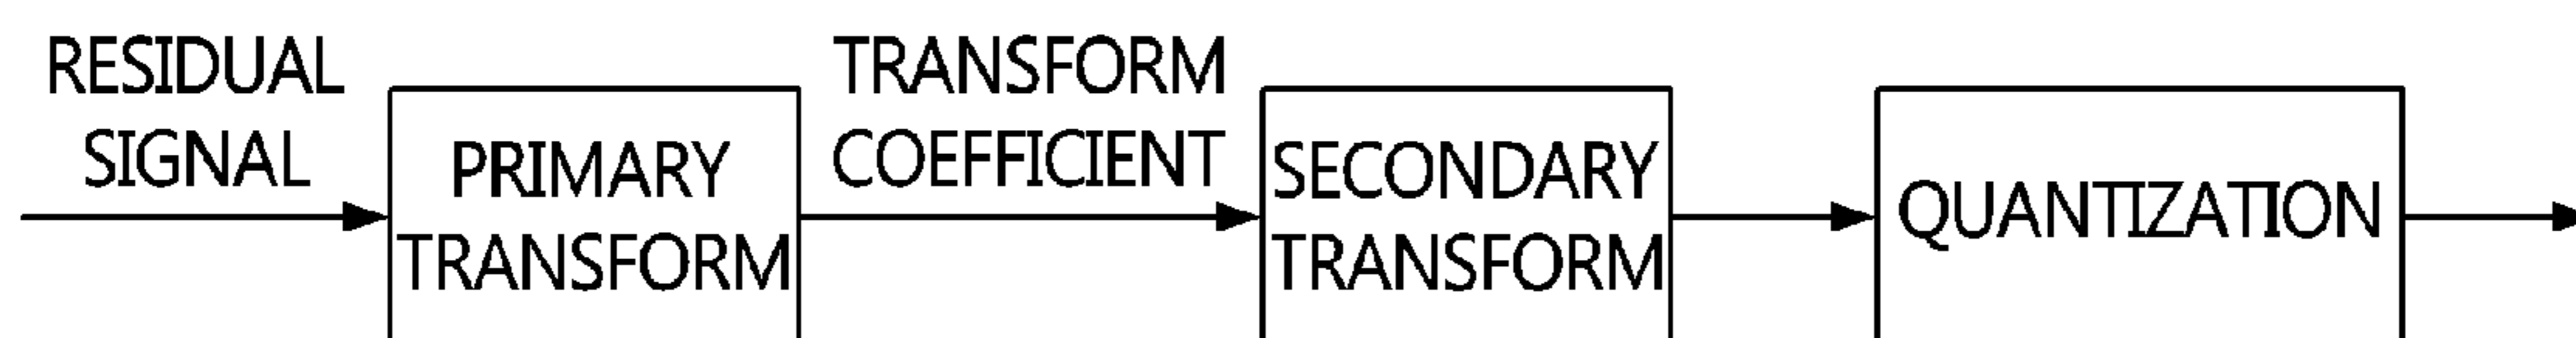 RESIDUAL
SIGNAL
PRIMARY
TRANSFORM
TRANSFORM
COEFFICIENT
SECONDARY
TRANSFORM
QUANTIZATION